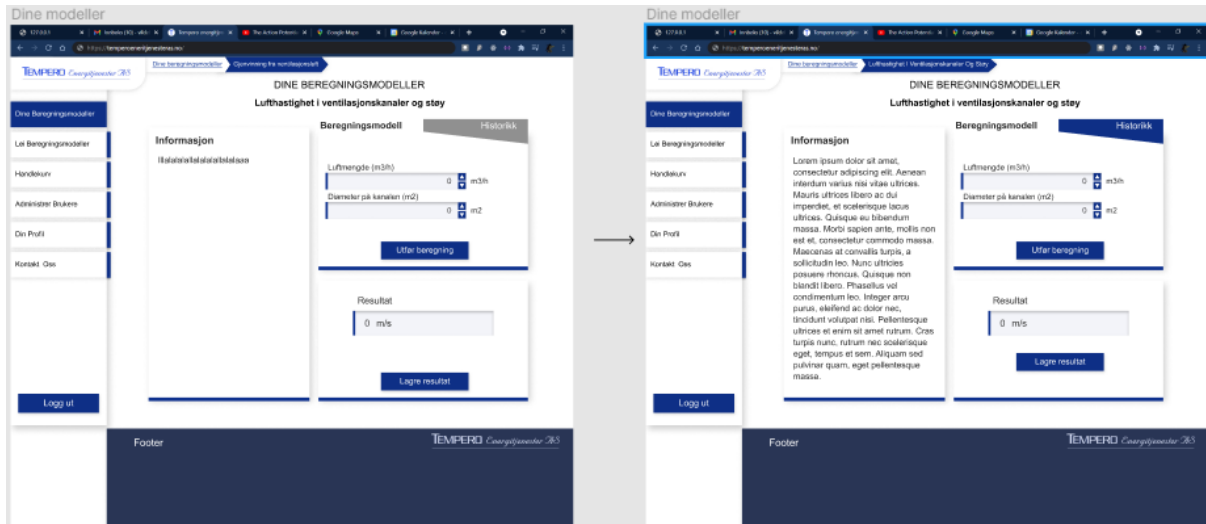 Dine modeller
https://temperoeneritjenesteras.no/
TEMPERO Energitjenester AS
Dine beregningsmodeller
Gjenvinning fra ventilasjonsluft
DINE BEREGNINGSMODELLER
Lufthastighet i ventilasjonskanaler og støy
Dine Beregningsmodeller
Lei Beregningsmodeller
Handlekurv
Administrer Brukere
Din Profil
Kontakt Oss
Logg ut
Informasjon
Beregningsmodell
Historikk
Luftmengde (m3/h)
0 m3/h
Diameter på kanalen (m2)
0 m2
Utfør beregning
Resultat
0 m/s
Lagre resultat
Footer
TEMPERO Energitjenester AS
Dine modeller
https://temperoeneritjenesteras.no/
TEMPERO Energitjenester AS
Dine beregningsmodeller
Lufthastighet I Ventilasjonskanaler Og Støy
DINE BEREGNINGSMODELLER
Lufthastighet i ventilasjonskanaler og støy
Dine Beregningsmodeller
Lei Beregningsmodeller
Handlekurv
Administrer Brukere
Din Profil
Kontakt Oss
Logg ut
Informasjon
Lorem ipsum dolor sit amet,
consectetur adipiscing elit. Aenean
interdum varius nisi vitae ultrices.
Mauris ultrices libero ac dui
imperdiet, et scelerisque lacus
ultrices. Quisque eu bibendum
massa. Morbi sapien ante, mollis non
est et, consectetur commodo massa.
Maecenas at convallis turpis, a
sollicitudin leo. Nunc ultricies
posuere rhoncus. Quisque non
blandit libero. Phasellus vel
condimentum leo. Integer arcu
purus, eleifend ac dolor nec,
tincidunt volutpat nisi. Pellentesque
ultrices et enim sit amet rutrum. Cras
turpis nunc, rutrum nec scelerisque
eget, tempus et sem. Aliquam sed
pulvinar quam, eget pellentesque
massa.
Beregningsmodell
Historikk
Luftmengde (m3/h)
0 m3/h
Diameter på kanalen (m2)
0 m2
Utfør beregning
Resultat
0 m/s
Lagre resultat
Footer
TEMPERO Energitjenester AS